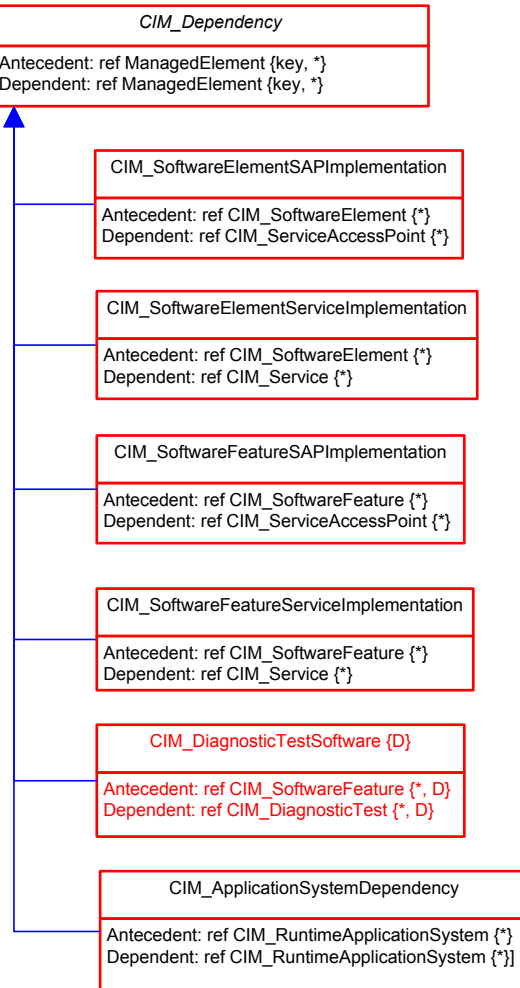 CIM_Dependency
Antecedent: ref ManagedElement {key, *}
Dependent: ref ManagedElement {key, *}
CIM_SoftwareElementSAPImplementation
Antecedent: ref CIM_SoftwareElement {*}
Dependent: ref CIM_ServiceAccessPoint {*}
CIM_SoftwareElementServiceImplementation
Antecedent: ref CIM_SoftwareElement {*}
Dependent: ref CIM_Service {*}
CIM_SoftwareFeatureSAPImplementation
Antecedent: ref CIM_SoftwareFeature {*}
Dependent: ref CIM_ServiceAccessPoint {*}
CIM_SoftwareFeatureServiceImplementation
Antecedent: ref CIM_SoftwareFeature {*}
Dependent: ref CIM_Service {*}
CIM_DiagnosticTestSoftware {D}
Antecedent: ref CIM_SoftwareFeature {*, D}
Dependent: ref CIM_DiagnosticTest {*, D}
CIM_ApplicationSystemDependency
Antecedent: ref CIM_RuntimeApplicationSystem {*}
Dependent: ref CIM_RuntimeApplicationSystem {*}]